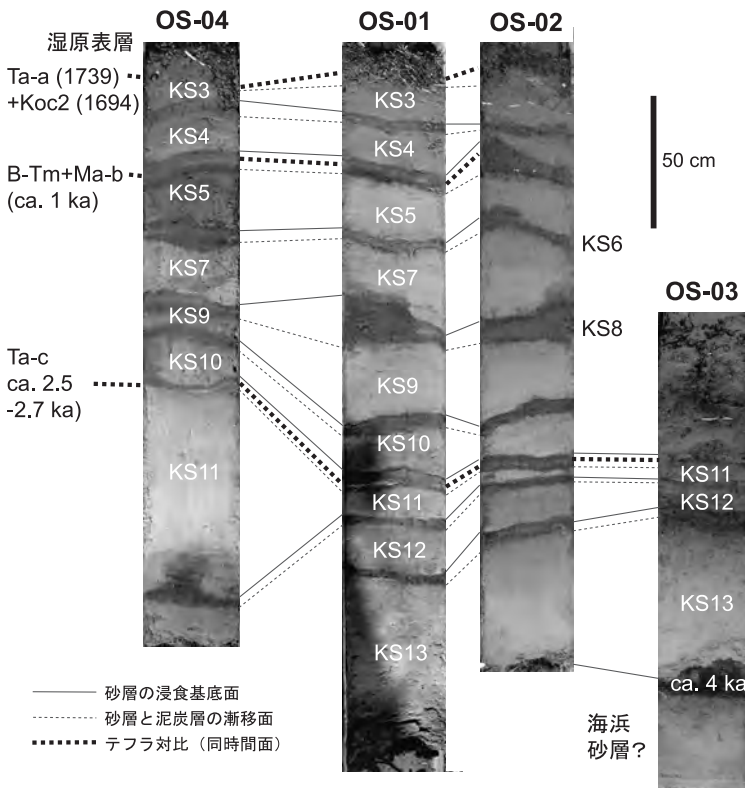 OS-04
OS-01
OS-02
湿原表層
Ta-a (1739)
+Koc2 (1694)
KS3
KS3
KS4
KS4
50 cm
B-Tm+Ma-b
(ca. 1 ka)
KS5
KS5
KS6
KS7
KS7
OS-03
KS9
KS8
Ta-c
ca. 2.5
-2.7 ka)
KS10
KS9
KS10
KS11
KS11
KS11
KS12
KS12
KS13
KS13
ca. 4 ka
砂層の浸食基底面
砂層と泥炭層の漸移面
テフラ対比（同時間面）
海浜
砂層?